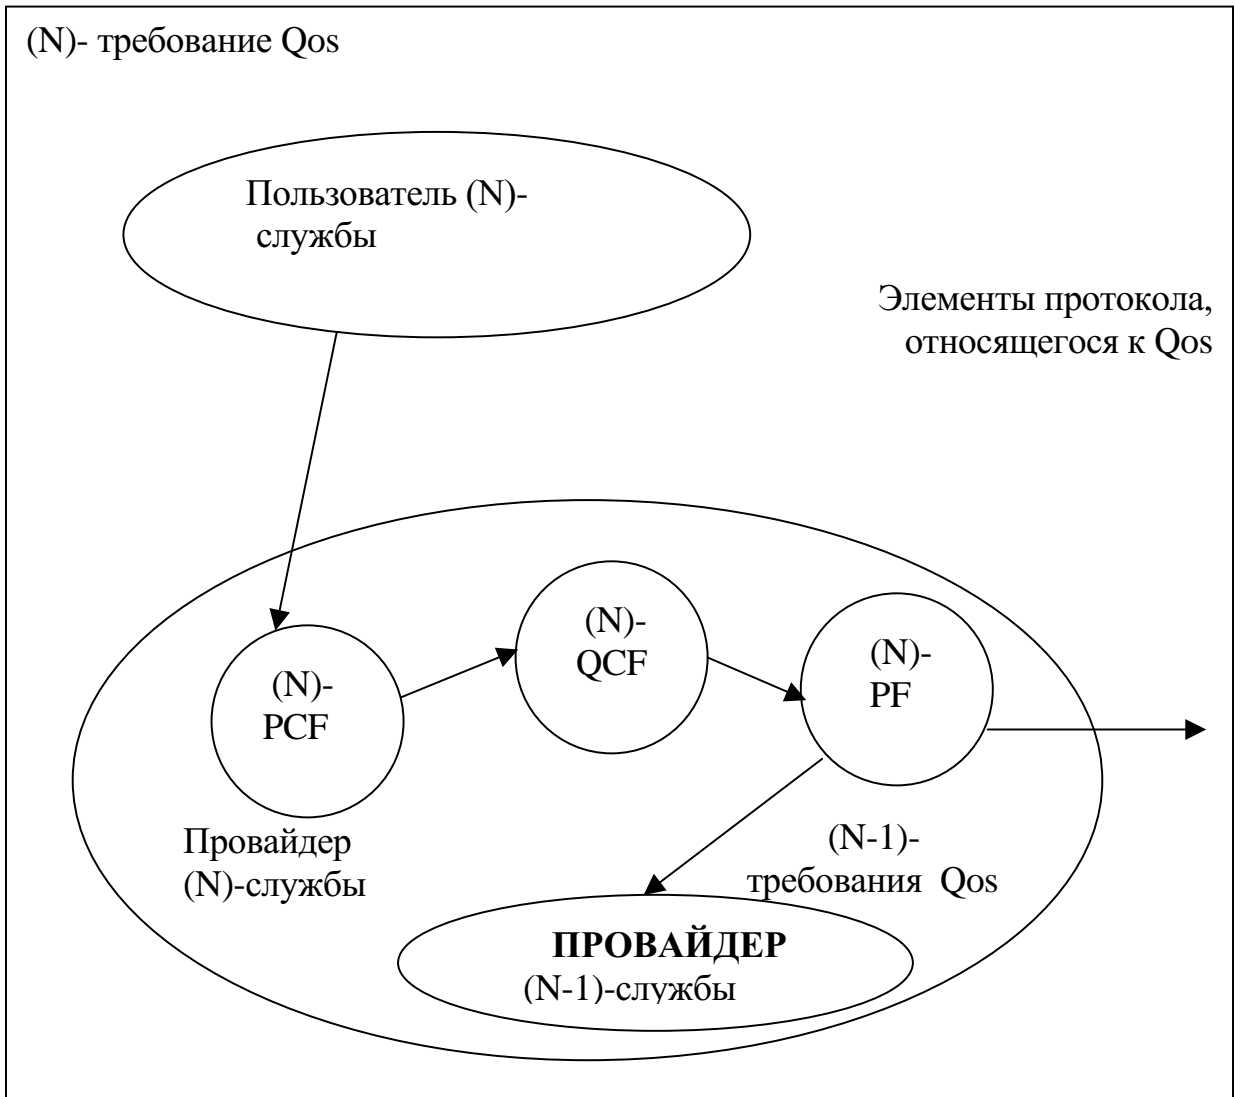 (N)- требование Qos
Пользователь (N)-
службы
Элементы протокола,
относящегося к Qos
(N)-
QCF
(N)-
PF
(N)-
PCF
Провайдер
(N)-службы
(N-1)-
требования Qos
ПРОВАЙДЕР
(N-1)-службы